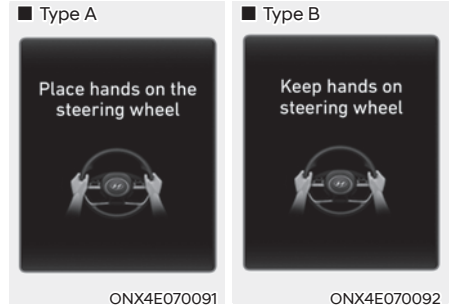 ■ Type A
Place hands on the
steering wheel
ONX4E070091
■ Type B
Keep hands on
steering wheel
ONX4E070092